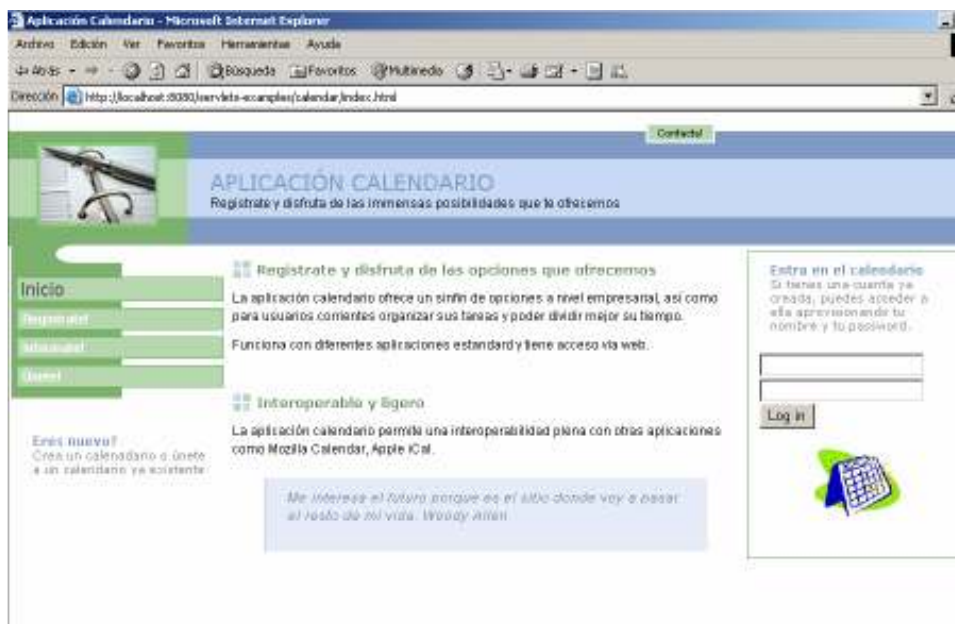 Aplicación Calendario - Microsoft Internet Explorer
Archivo Edición Ver Favoritos Herramientas Ayuda
Atrás Búsqueda Favoritos Multimedia
Dirección http://localhost:8080/servlets-examples/calendar/index.html
Contacta!
APLICACIÓN CALENDARIO
Registrate y disfruta de las immensas posibilidades que te ofrecemos
Inicio
Registrate!
Informate!
Eres nuevo?
Crea un calenadario o únete
a un calendario ya existente
Registrate y disfruta de las opciones que ofrecemos
La aplicación calendario ofrece un sinfin de opciones a nivel empresarial, así como
para usuarios corrientes organizar sus tareas y poder dividir mejor su tiempo.
Funciona con diferentes aplicaciones estandard y tiene acceso via web.
Interoperable y ligero
La aplicación calendario permite una interoperabilidad plena con otras aplicaciones
como Mozilla Calendar, Apple iCal.
Me interesa el futuro porque es el sitio donde voy a pasar
el resto de mi vida. Woody Allen
Entra en el calendario
Si tienes una cuenta ya
creada, puedes acceder a
ella aprovisionando tu
nombre y tu password.
Log in